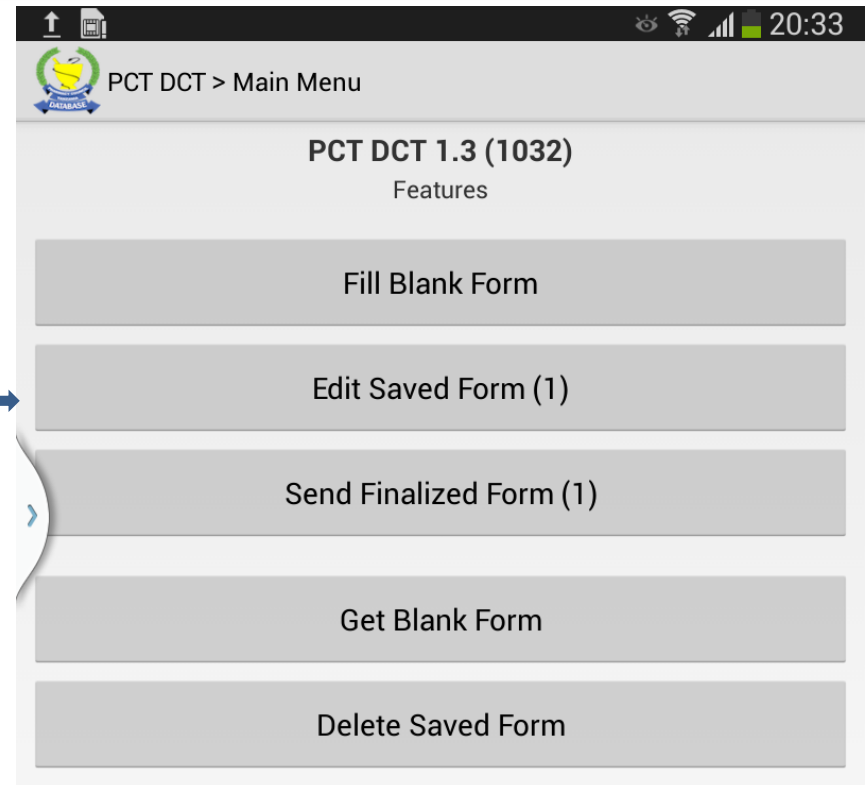 20:33
DATABASE
PCT DCT > Main Menu
PCT DCT 1.3 (1032)
Features
Fill Blank Form
Edit Saved Form (1)
Send Finalized Form (1)
Get Blank Form
Delete Saved Form